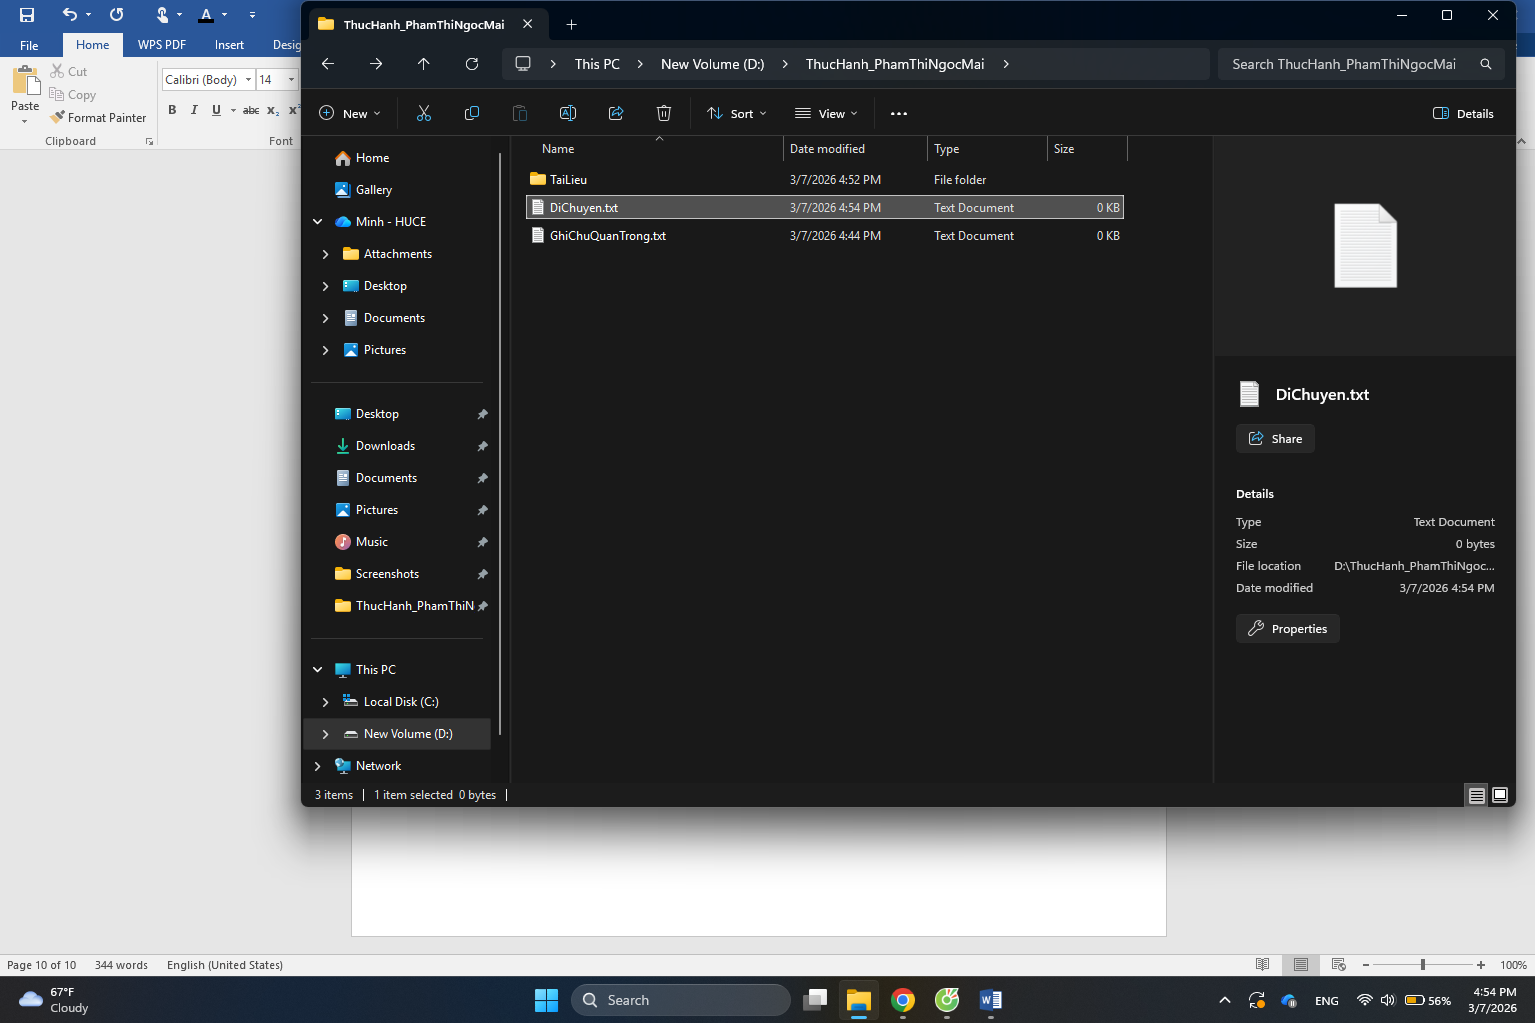 ThucHanh_PhamThiNgocMai
File
Home
WPS PDF
Insert
Desig
This PC
New Volume (D:)
ThucHanh_PhamThiNgocMai
Search ThucHanh_PhamThiNgocMai
Cut
Copy
Paste
Format Painter
Clipboard
Calibri (Body)
14
B I U abc x₂ x²
Font
New
Sort
View
Details
Name
Date modified
Type
Size
TaiLieu
3/7/2026 4:52 PM
File folder
DiChuyen.txt
3/7/2026 4:54 PM
Text Document
0 KB
GhiChuQuanTrong.txt
3/7/2026 4:44 PM
Text Document
0 KB
Home
Gallery
Minh - HUCE
Attachments
Desktop
Documents
Pictures
Desktop
Downloads
Documents
Pictures
Music
Screenshots
ThucHanh_PhamThiN
This PC
Local Disk (C:)
New Volume (D:)
Network
DiChuyen.txt
Share
Details
Type
Text Document
Size
0 bytes
File location
D:\ThucHanh_PhamThiNgoc...
Date modified
3/7/2026 4:54 PM
Properties
3 items
1 item selected 0 bytes
Page 10 of 10
344 words
English (United States)
100%
67°F
Cloudy
Search
ENG
56%
4:54 PM
3/7/2026